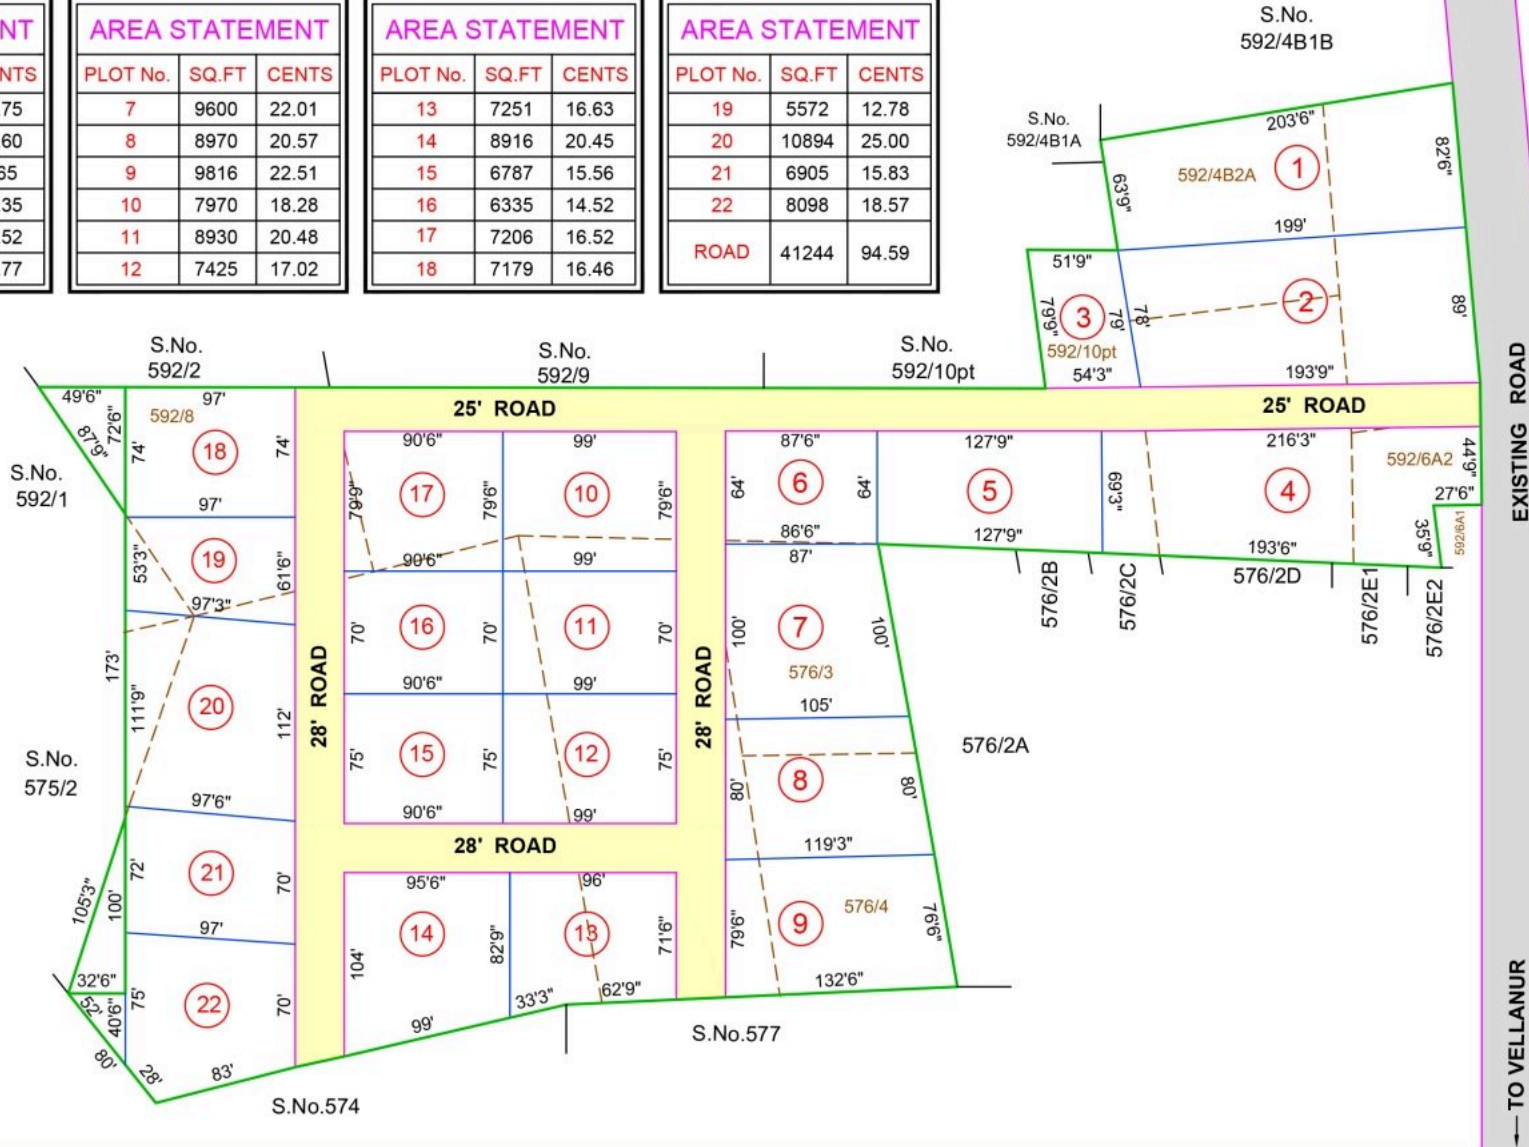 NT
NTS
75
60
65
35
52
77
AREA STATEMENT
PLOT No. SQ.FT CENTS
7 9600 22.01
8 8970 20.57
9 9816 22.51
10 7970 18.28
11 8930 20.48
12 7425 17.02
AREA STATEMENT
PLOT No. SQ.FT CENTS
13 7251 16.63
14 8916 20.45
15 6787 15.56
16 6335 14.52
17 7206 16.52
18 7179 16.46
AREA STATEMENT
PLOT No. SQ.FT CENTS
19 5572 12.78
20 10894 25.00
21 6905 15.83
22 8098 18.57
ROAD 41244 94.59
S.No.
592/4B1B
S.No.
592/4B1A
203'6"
592/4B2A
1
82'6"
63'9"
199'
51'9"
79'9"
3
79'
78'
2
89'
592/10pt
54'3"
193'9"
S.No.
592/2
S.No.
592/9
S.No.
592/10pt
25' ROAD
25' ROAD
EXISTING ROAD
TO VELLANUR
49'6"
87'9"
72'6"
74'
592/8
97'
18
74'
97'
S.No.
592/1
53'3"
19
61'6"
97'3"
173'
111'9"
20
112'
97'6"
S.No.
575/2
72'
21
70'
105'3"
100'
97'
32'6"
52'
40'6"
75'
22
70'
80'
28'
83'
S.No.574
28' ROAD
90'6"
17
79'6"
90'6"
99'
10
79'6"
79'6"
99'
70'
16
70'
90'6"
11
70'
99'
75'
15
75'
90'6"
12
75'
99'
28' ROAD
28' ROAD
95'6"
14
104'
82'9"
99'
96'
13
71'6"
33'3"
62'9"
S.No.577
87'6"
64'
6
64'
86'6"
127'9"
5
69'3"
127'9"
216'3"
4
592/6A2
44'9"
27'6"
35'9"
592/6A1
193'6"
576/2B
576/2C
576/2D
576/2E1
576/2E2
87'
100'
7
100'
576/3
105'
80'
8
80'
119'3"
576/2A
576/4
79'6"
9
76'6"
132'6"